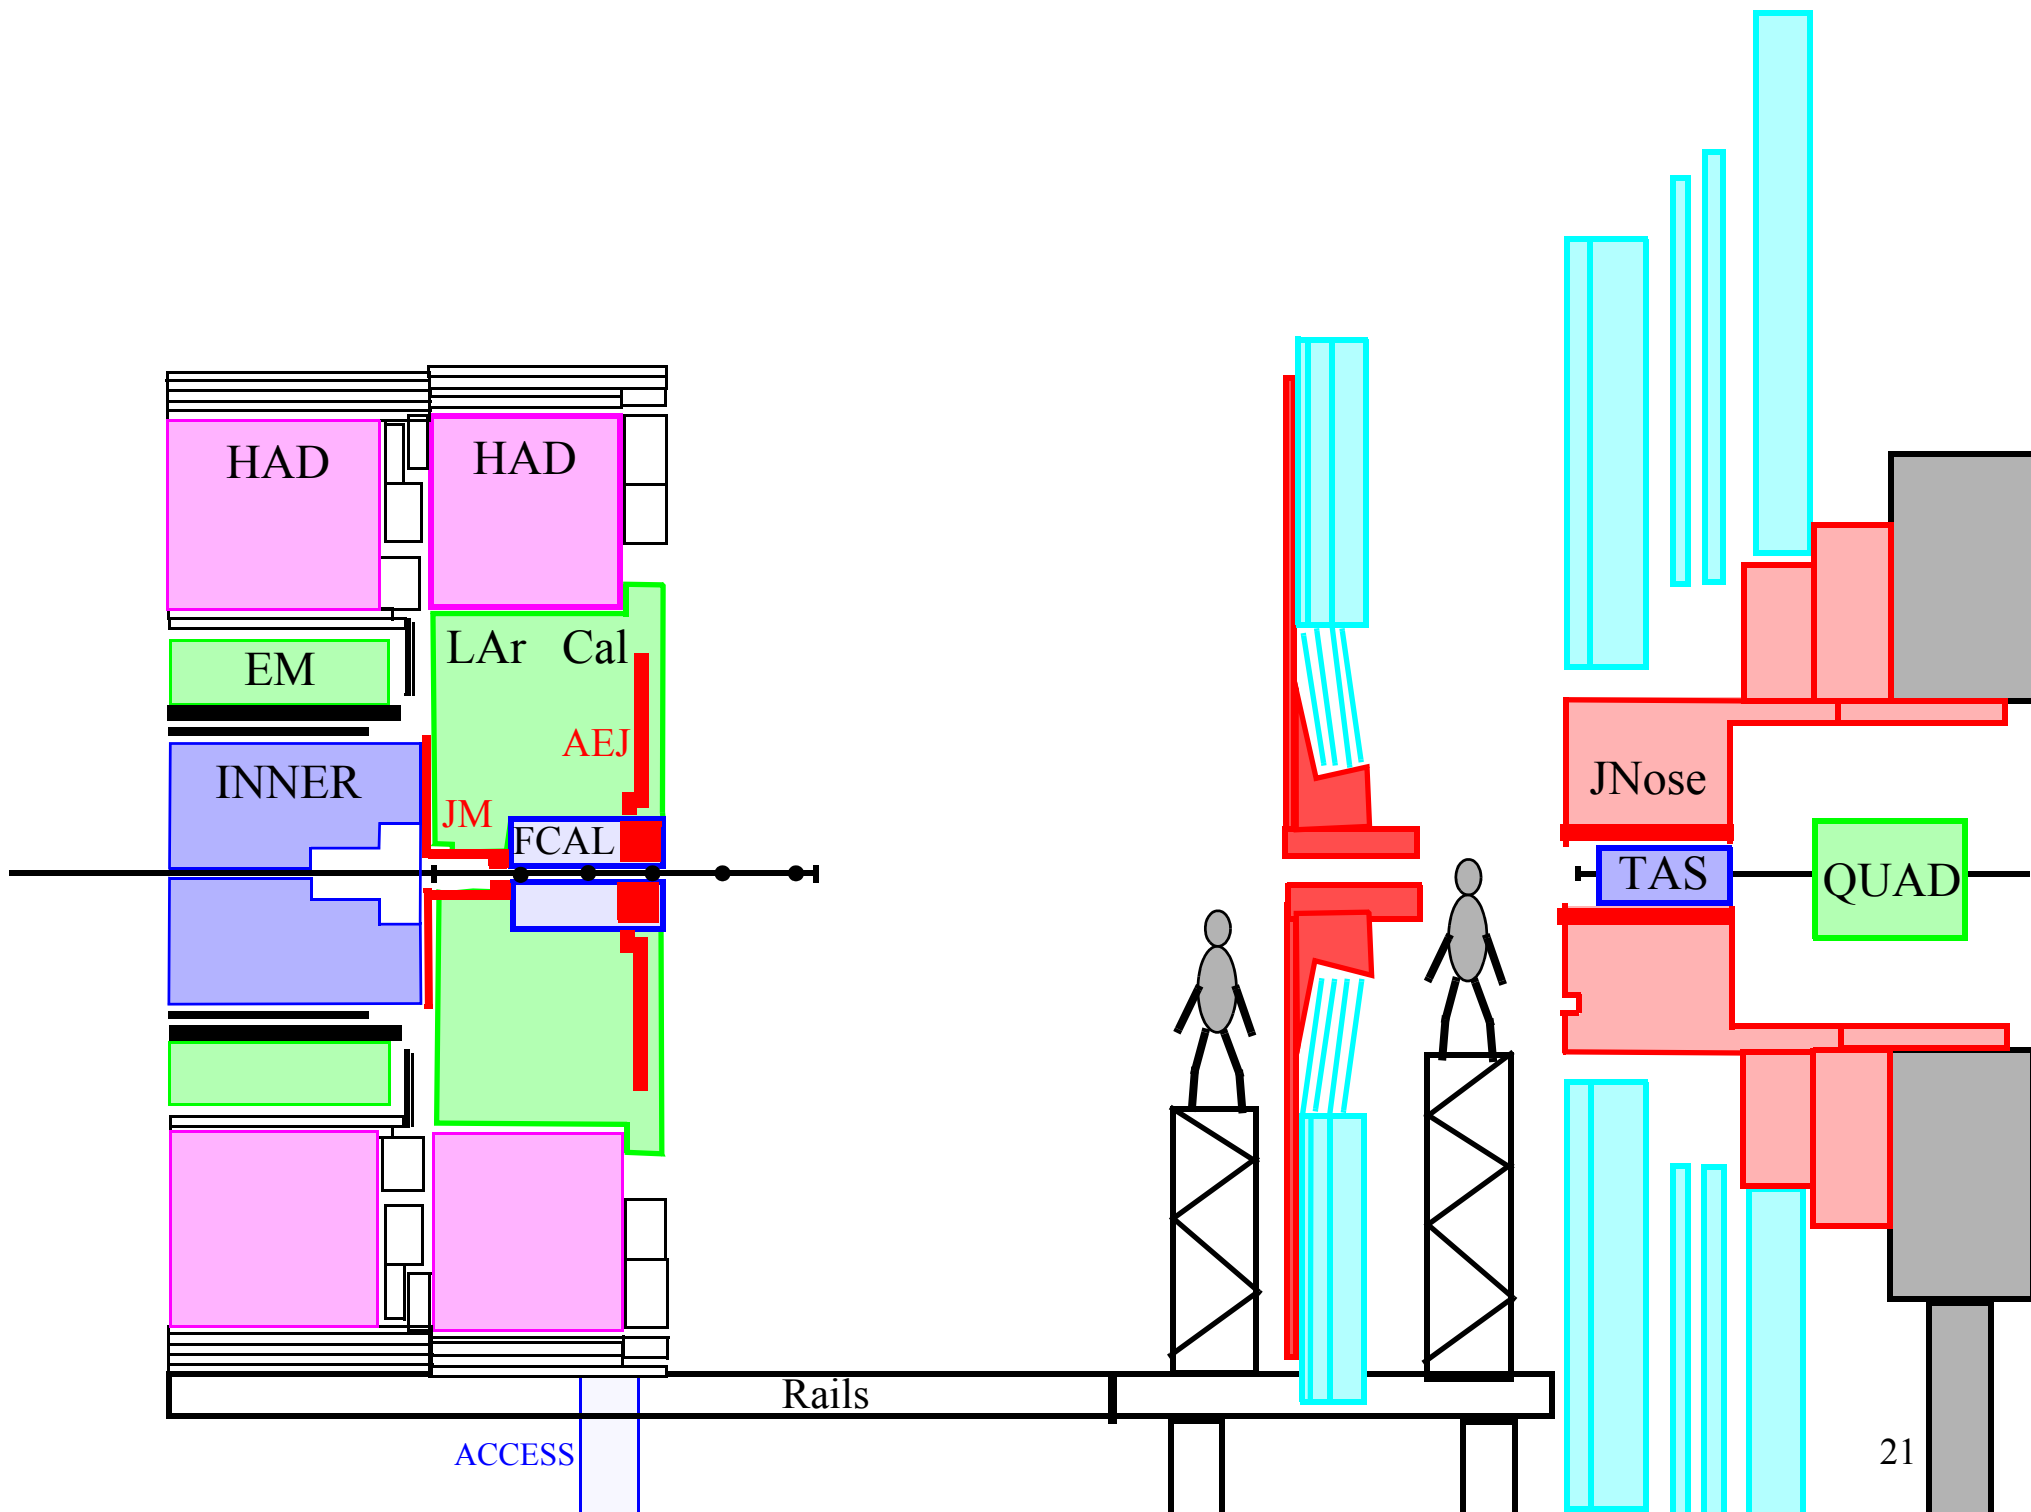 HAD
HAD
LAr Cal
EM
AEJ
INNER
JM
FCAL
JNose
TAS
QUAD
Rails
ACCESS
21